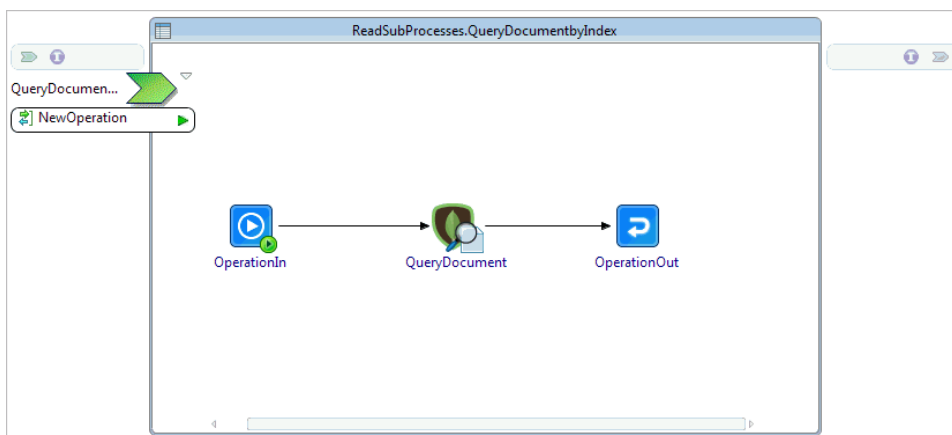 ReadSubProcesses.QueryDocumentbyIndex
QueryDocumen...
NewOperation
OperationIn
QueryDocument
OperationOut